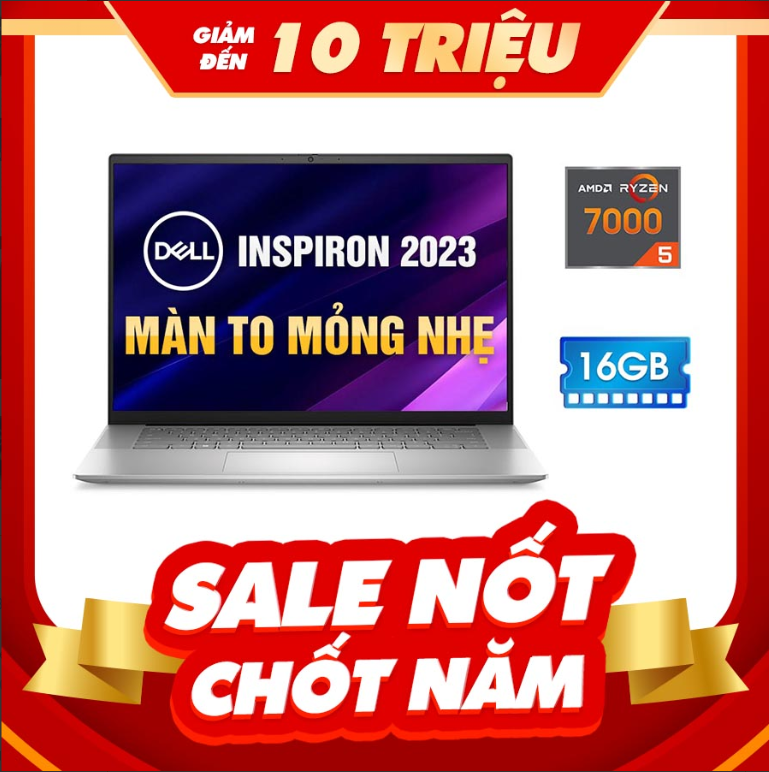 GIẢM
ĐẾN
10 TRIỆU
DELL
INSPIRON 2023
MÀN TO MỎNG NHẸ
AMD RYZEN
7000
5
16GB
SALE NỐT
CHỐT NĂM